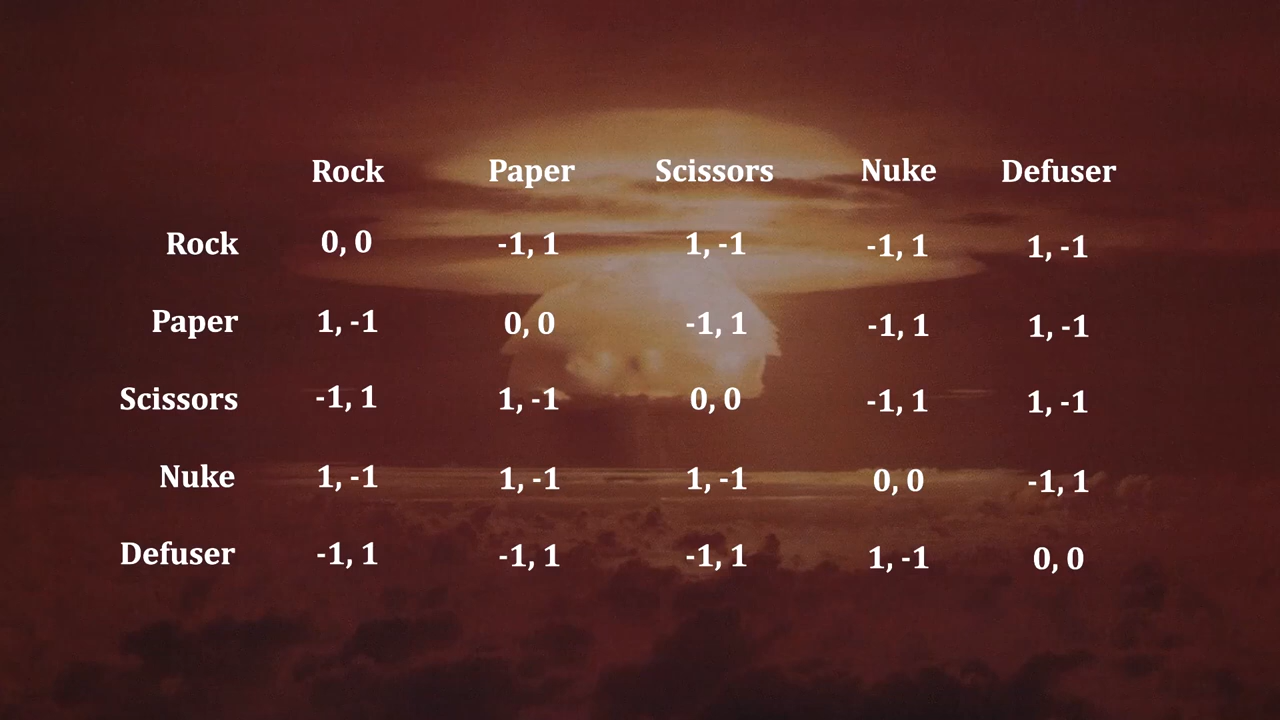 Rock Paper Scissors Nuke Defuser
Rock 0, 0 -1, 1 1, -1 -1, 1 1, -1
Paper 1, -1 0, 0 -1, 1 -1, 1 1, -1
Scissors -1, 1 1, -1 0, 0 -1, 1 1, -1
Nuke 1, -1 1, -1 1, -1 0, 0 -1, 1
Defuser -1, 1 -1, 1 -1, 1 1, -1 0, 0